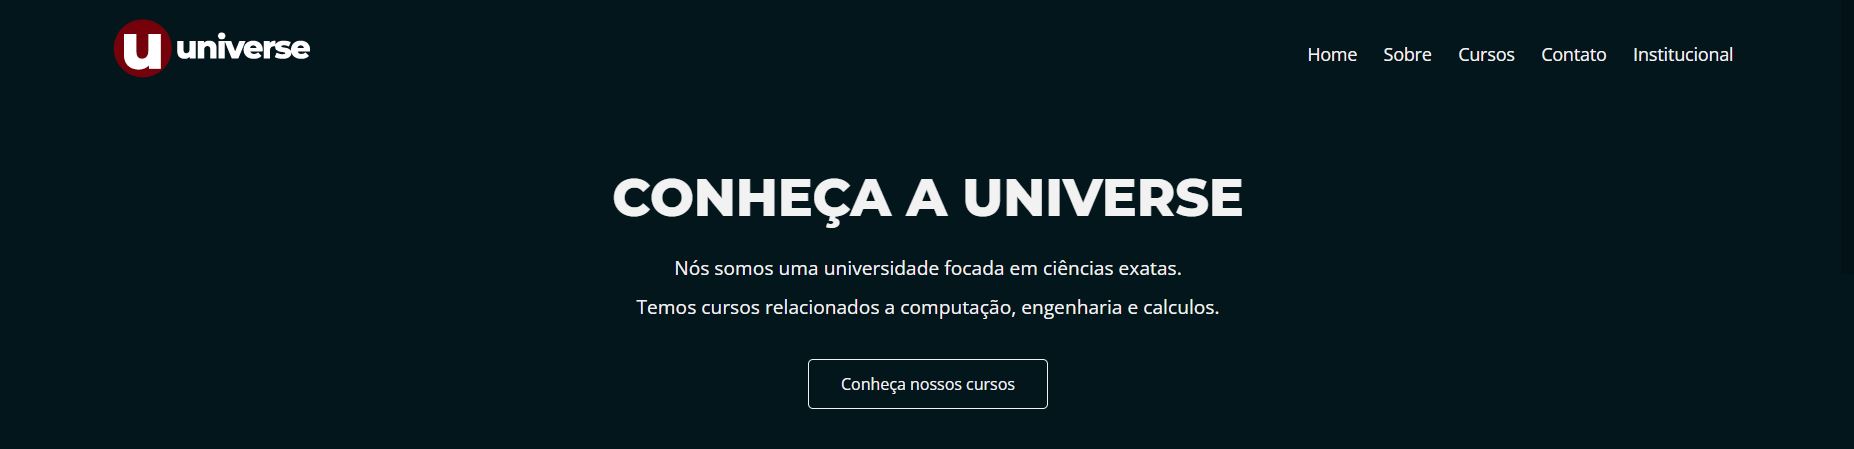 u universe
Home Sobre Cursos Contato Institucional
CONHEÇA A UNIVERSE
Nós somos uma universidade focada em ciências exatas.
Temos cursos relacionados a computação, engenharia e calculos.
Conheça nossos cursos